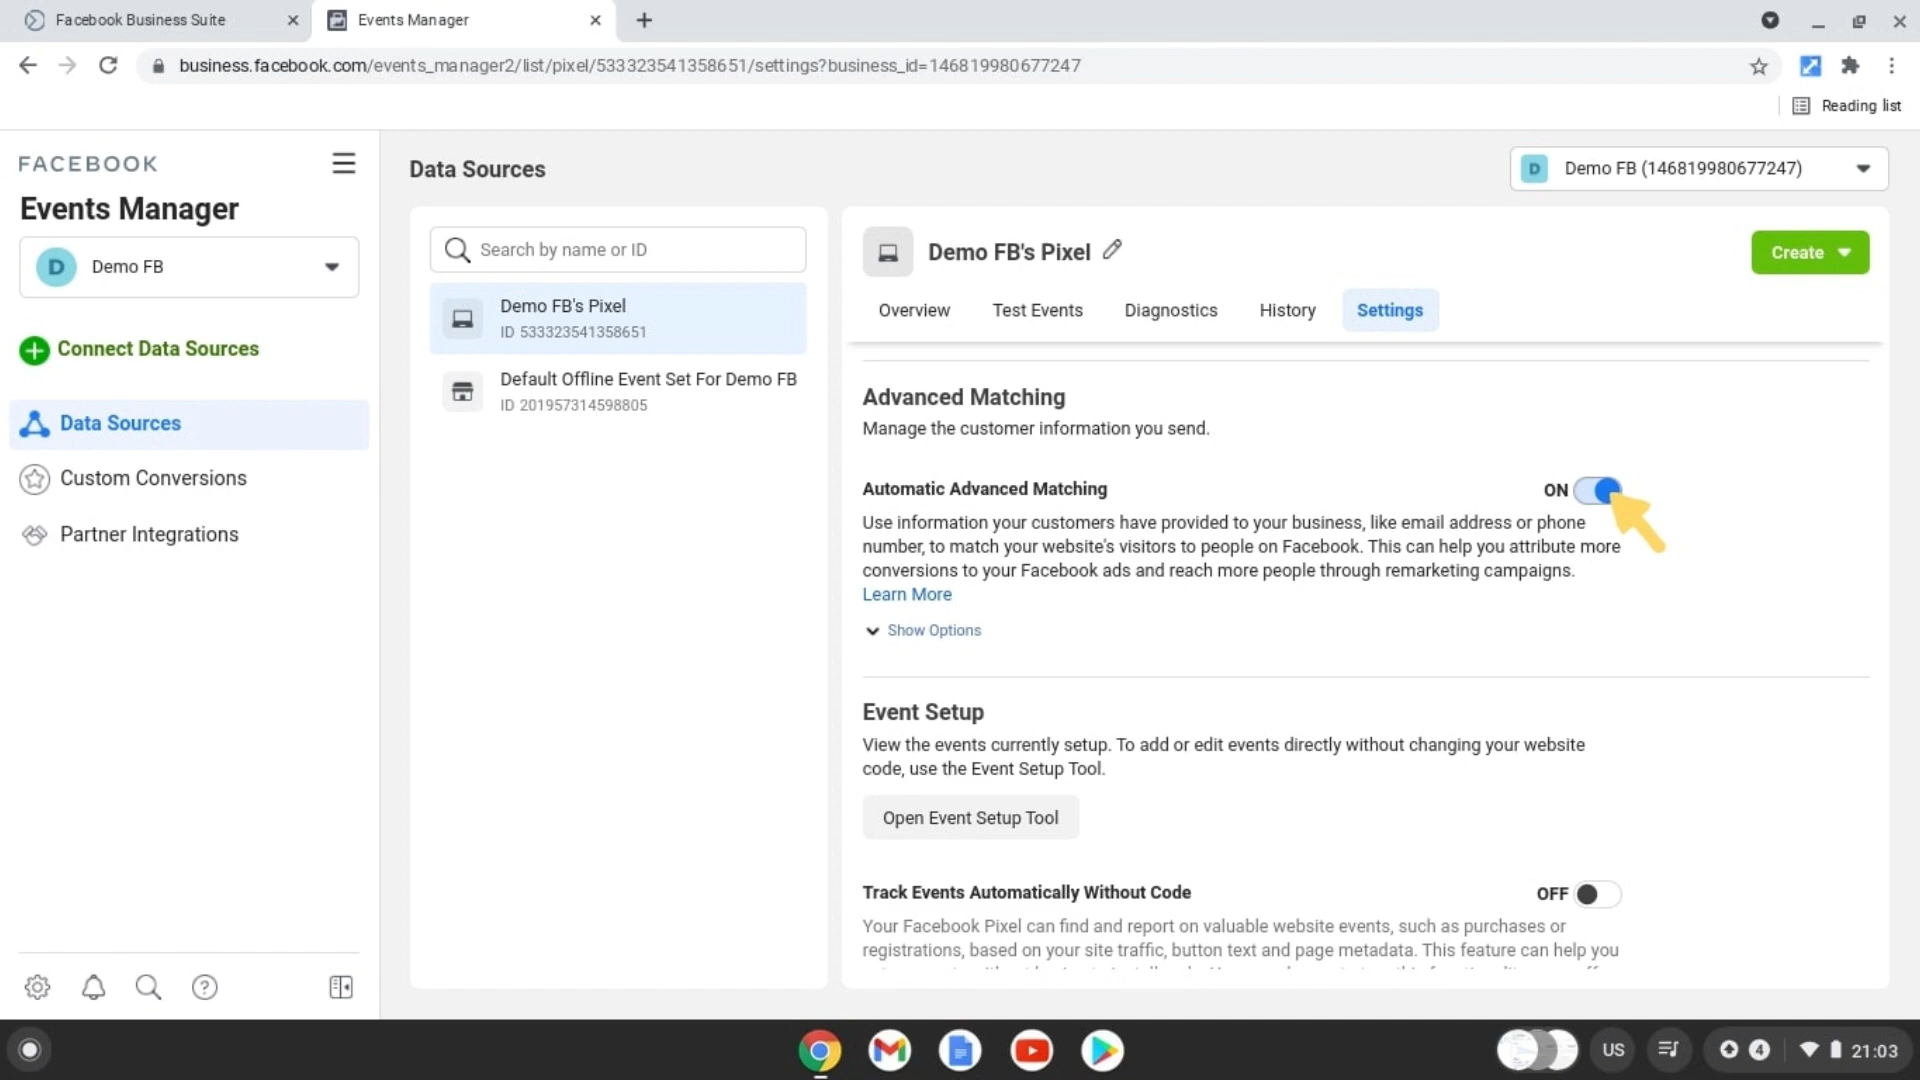 Facebook Business Suite
Events Manager
business.facebook.com/events_manager2/list/pixel/533323541358651/settings?business_id=146819980677247
Reading list
FACEBOOK
Events Manager
D Demo FB
Connect Data Sources
Data Sources
Custom Conversions
Partner Integrations
Data Sources
D Demo FB (146819980677247)
Search by name or ID
Demo FB's Pixel
ID 533323541358651
Default Offline Event Set For Demo FB
ID 201957314598805
Demo FB's Pixel
Create
Overview Test Events Diagnostics History Settings
Advanced Matching
Manage the customer information you send.
Automatic Advanced Matching ON
Use information your customers have provided to your business, like email address or phone
number, to match your website's visitors to people on Facebook. This can help you attribute more
conversions to your Facebook ads and reach more people through remarketing campaigns.
Learn More
Show Options
Event Setup
View the events currently setup. To add or edit events directly without changing your website
code, use the Event Setup Tool.
Open Event Setup Tool
Track Events Automatically Without Code OFF
Your Facebook Pixel can find and report on valuable website events, such as purchases or
registrations, based on your site traffic, button text and page metadata. This feature can help you
US 4 21:03